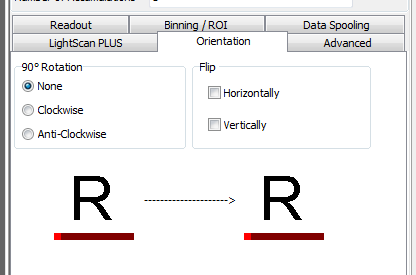 Readout Binning / ROI Data Spooling
LightScan PLUS Orientation Advanced
90° Rotation Flip
None Horizontally
Clockwise
Vertically
Anti-Clockwise
R --------------------> R